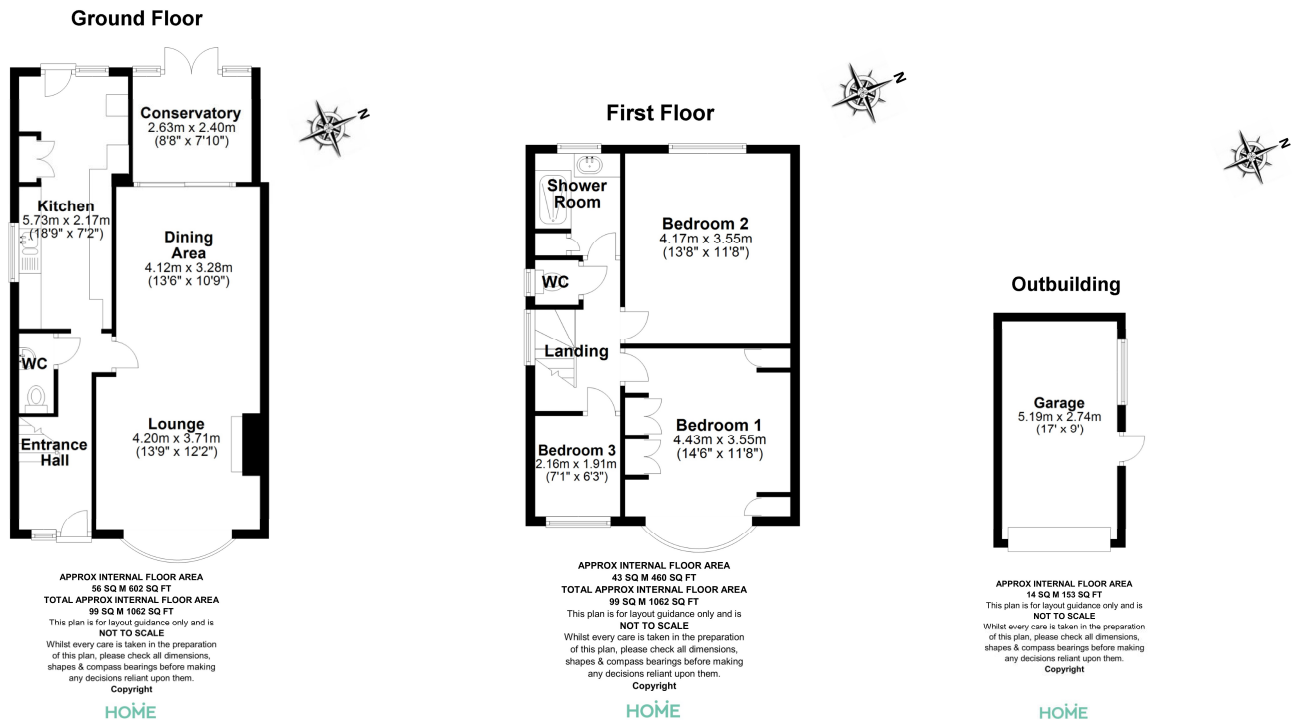 Ground Floor
Conservatory
2.63m x 2.40m
(8'8" x 7'10")
N
Kitchen
5.73m x 2.17m
(18'9" x 7'2")
Dining
Area
4.12m x 3.28m
(13'6" x 10'9")
WC
Lounge
4.20m x 3.71m
(13'9" x 12'2")
Entrance
Hall
APPROX INTERNAL FLOOR AREA
56 SQ M 602 SQ FT
TOTAL APPROX INTERNAL FLOOR AREA
99 SQ M 1062 SQ FT
This plan is for layout guidance only and is
NOT TO SCALE
Whilst every care is taken in the preparation
of this plan, please check all dimensions,
shapes & compass bearings before making
any decisions reliant upon them.
Copyright
HOME
First Floor
N
Shower
Room
Bedroom 2
4.17m x 3.55m
(13'8" x 11'8")
WC
Landing
Bedroom 1
4.43m x 3.55m
(14'6" x 11'8")
Bedroom 3
2.16m x 1.91m
(7'1" x 6'3")
APPROX INTERNAL FLOOR AREA
43 SQ M 460 SQ FT
TOTAL APPROX INTERNAL FLOOR AREA
99 SQ M 1062 SQ FT
This plan is for layout guidance only and is
NOT TO SCALE
Whilst every care is taken in the preparation
of this plan, please check all dimensions,
shapes & compass bearings before making
any decisions reliant upon them.
Copyright
HOME
N
Outbuilding
Garage
5.19m x 2.74m
(17' x 9')
APPROX INTERNAL FLOOR AREA
14 SQ M 153 SQ FT
This plan is for layout guidance only and is
NOT TO SCALE
Whilst every care is taken in the preparation
of this plan, please check all dimensions,
shapes & compass bearings before making
any decisions reliant upon them.
Copyright
HOME